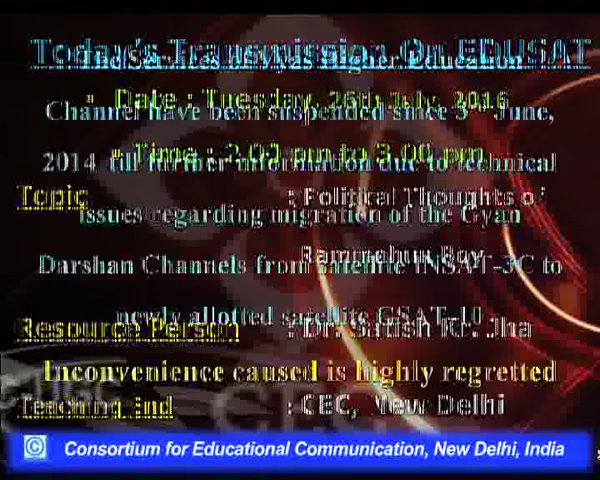 Today's Transmission On EDUSAT
Higher Education
Date : Tuesday, 26th July, 2016
Channel have been suspended since 3 June,
Time : 2.00 pm to 3.00 pm
2014 till further information due to technical
Topic : Political Thoughts o
issues regarding migration of the Gyan
Roy
Darshan Channels from satellite INSAT-3C to
newly allotted satellite GSAT-10
Resource Person : Dr. Satish Kr. Jha
Inconvenience caused is highly regretted
Teaching End : CEC, New Delhi
© Consortium for Educational Communication, New Delhi, India